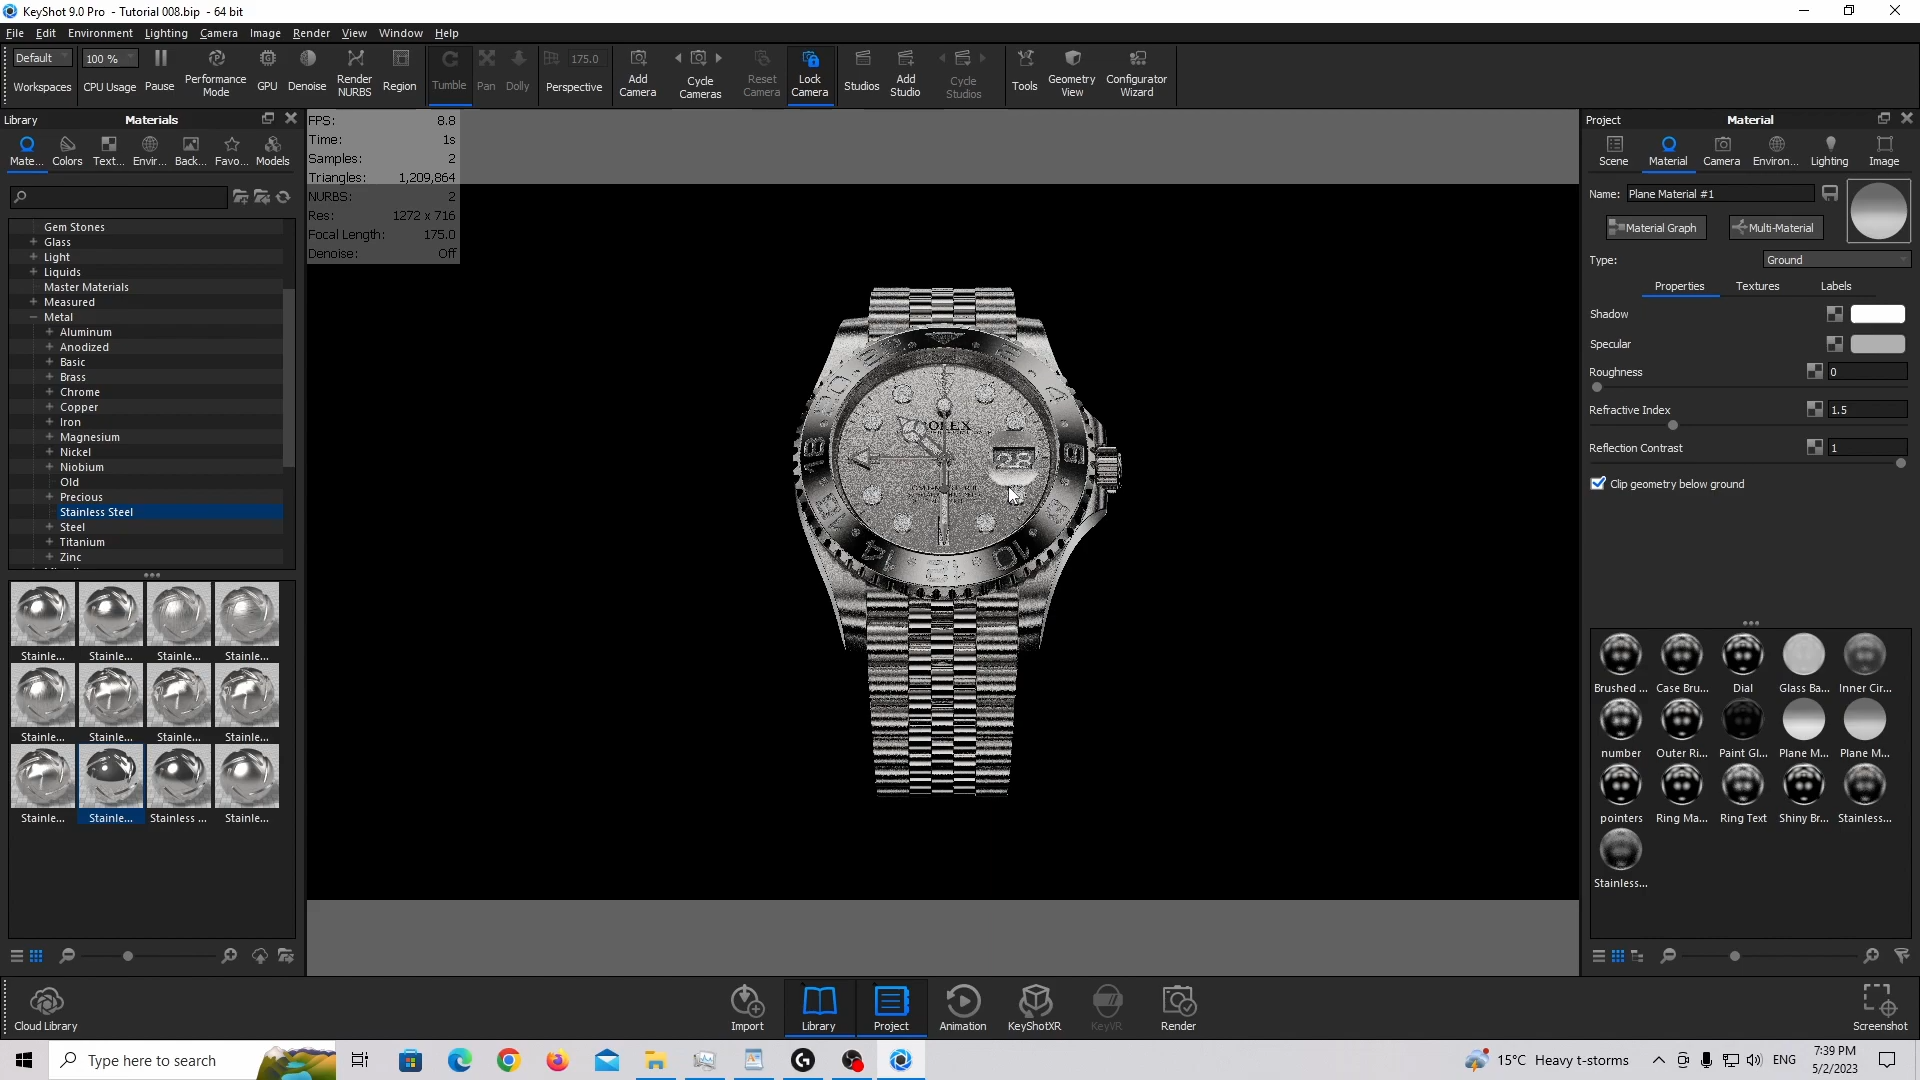 KeyShot 9.0 Pro - Tutorial 008.bip - 64 bit
File Edit Environment Lighting Camera Image Render View Window Help
Default 100 % 175.0
Workspaces CPU Usage Pause Performance Mode GPU Denoise Render NURBS Region Tumble Pan Dolly Perspective Add Camera Cycle Cameras Reset Camera Lock Camera Studios Add Studio Cycle Studios Tools Geometry View Configurator Wizard
Library Materials
Mate... Colors Text... Envir... Back... Favo... Models
Gem Stones
Glass
Light
Liquids
Master Materials
Measured
Metal
Aluminum
Anodized
Basic
Brass
Chrome
Copper
Iron
Magnesium
Nickel
Niobium
Old
Precious
Stainless Steel
Steel
Titanium
Zinc
Stainle... Stainle... Stainle... Stainle...
Stainle... Stainle... Stainle... Stainle...
Stainle... Stainle... Stainless ... Stainle...
Cloud Library
FPS: 8.8
Time: 1s
Samples: 2
Triangles: 1,209,864
NURBS: 2
Res: 1272 x 716
Focal Length: 175.0
Denoise: Off
ROLEX
28
18 16 14 12 10 8 6 4
Project Material
Scene Material Camera Environ... Lighting Image
Name: Plane Material #1
Material Graph Multi-Material
Type: Ground
Properties Textures Labels
Shadow
Specular
Roughness 0
Refractive Index 1.5
Reflection Contrast 1
Clip geometry below ground
Brushed ... Case Bru... Dial Glass Ba... Inner Cir...
number Outer Ri... Paint Gl... Plane M... Plane M...
pointers Ring Ma... Ring Text Shiny Br... Stainless...
Stainless...
Import Library Project Animation KeyShotXR KeyVR Render Screenshot
Type here to search
15°C Heavy t-storms ENG 7:39 PM
5/2/2023